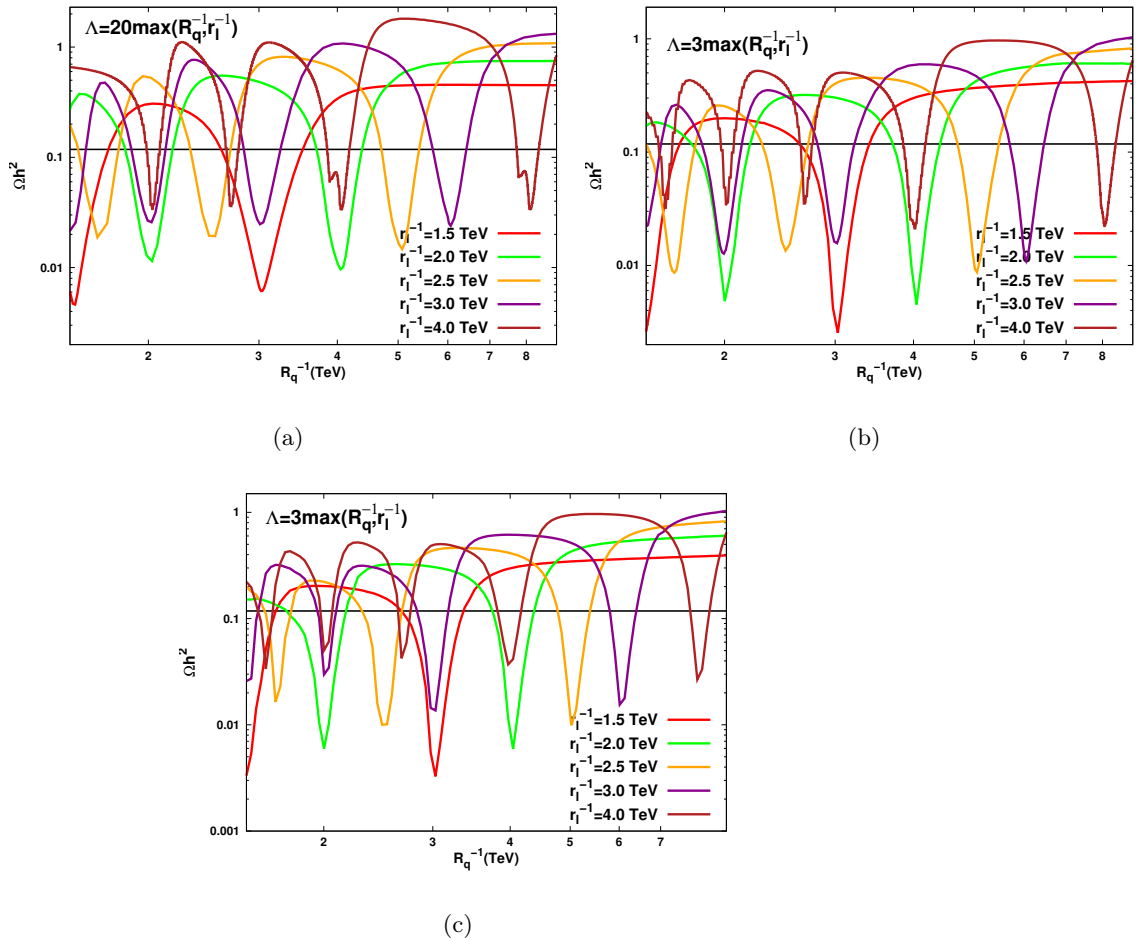 Λ=20max(R_q^{-1},r_l^{-1})
1
0.1
0.01
Ωh²
2 3 4 5 6 7 8
R_q^{-1}(TeV)
r_l^{-1}=1.5 TeV
r_l^{-1}=2.0 TeV
r_l^{-1}=2.5 TeV
r_l^{-1}=3.0 TeV
r_l^{-1}=4.0 TeV
(a)
Λ=3max(R_q^{-1},r_l^{-1})
1
0.1
0.01
Ωh²
2 3 4 5 6 7 8
R_q^{-1}(TeV)
r_l^{-1}=1.5 TeV
r_l^{-1}=2.0 TeV
r_l^{-1}=2.5 TeV
r_l^{-1}=3.0 TeV
r_l^{-1}=4.0 TeV
(b)
Λ=3max(R_q^{-1},r_l^{-1})
1
0.1
0.01
0.001
Ωh²
2 3 4 5 6 7
R_q^{-1}(TeV)
r_l^{-1}=1.5 TeV
r_l^{-1}=2.0 TeV
r_l^{-1}=2.5 TeV
r_l^{-1}=3.0 TeV
r_l^{-1}=4.0 TeV
(c)